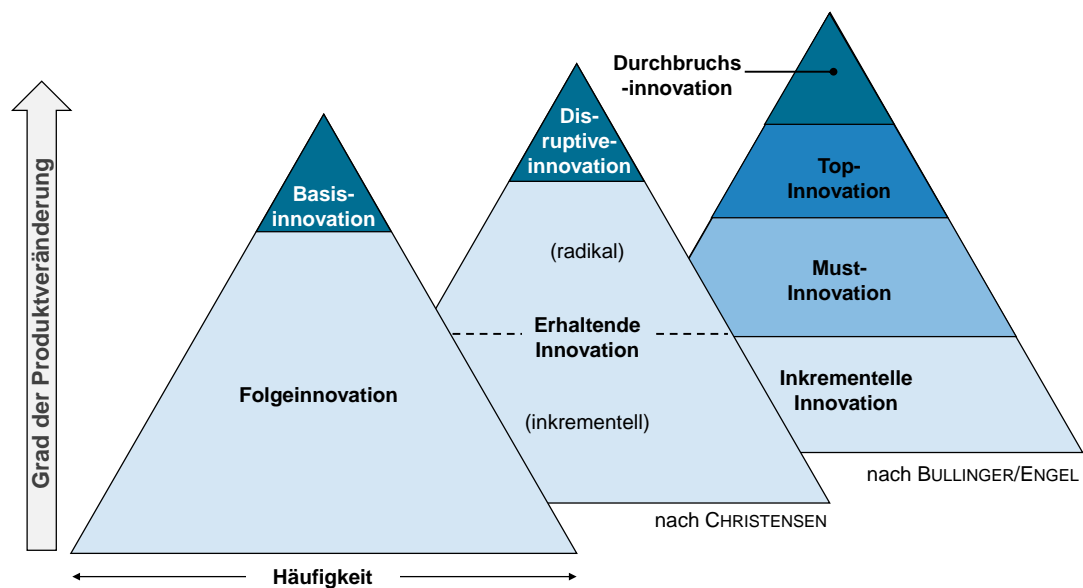 Grad der Produktveränderung
Basis-
innovation
Folgeinnovation
Häufigkeit
Dis-
ruptive-
innovation
(radikal)
Erhaltende
Innovation
(inkrementell)
nach CHRISTENSEN
Durchbruchs
-innovation
Top-
Innovation
Must-
Innovation
Inkrementelle
Innovation
nach BULLINGER/ENGEL